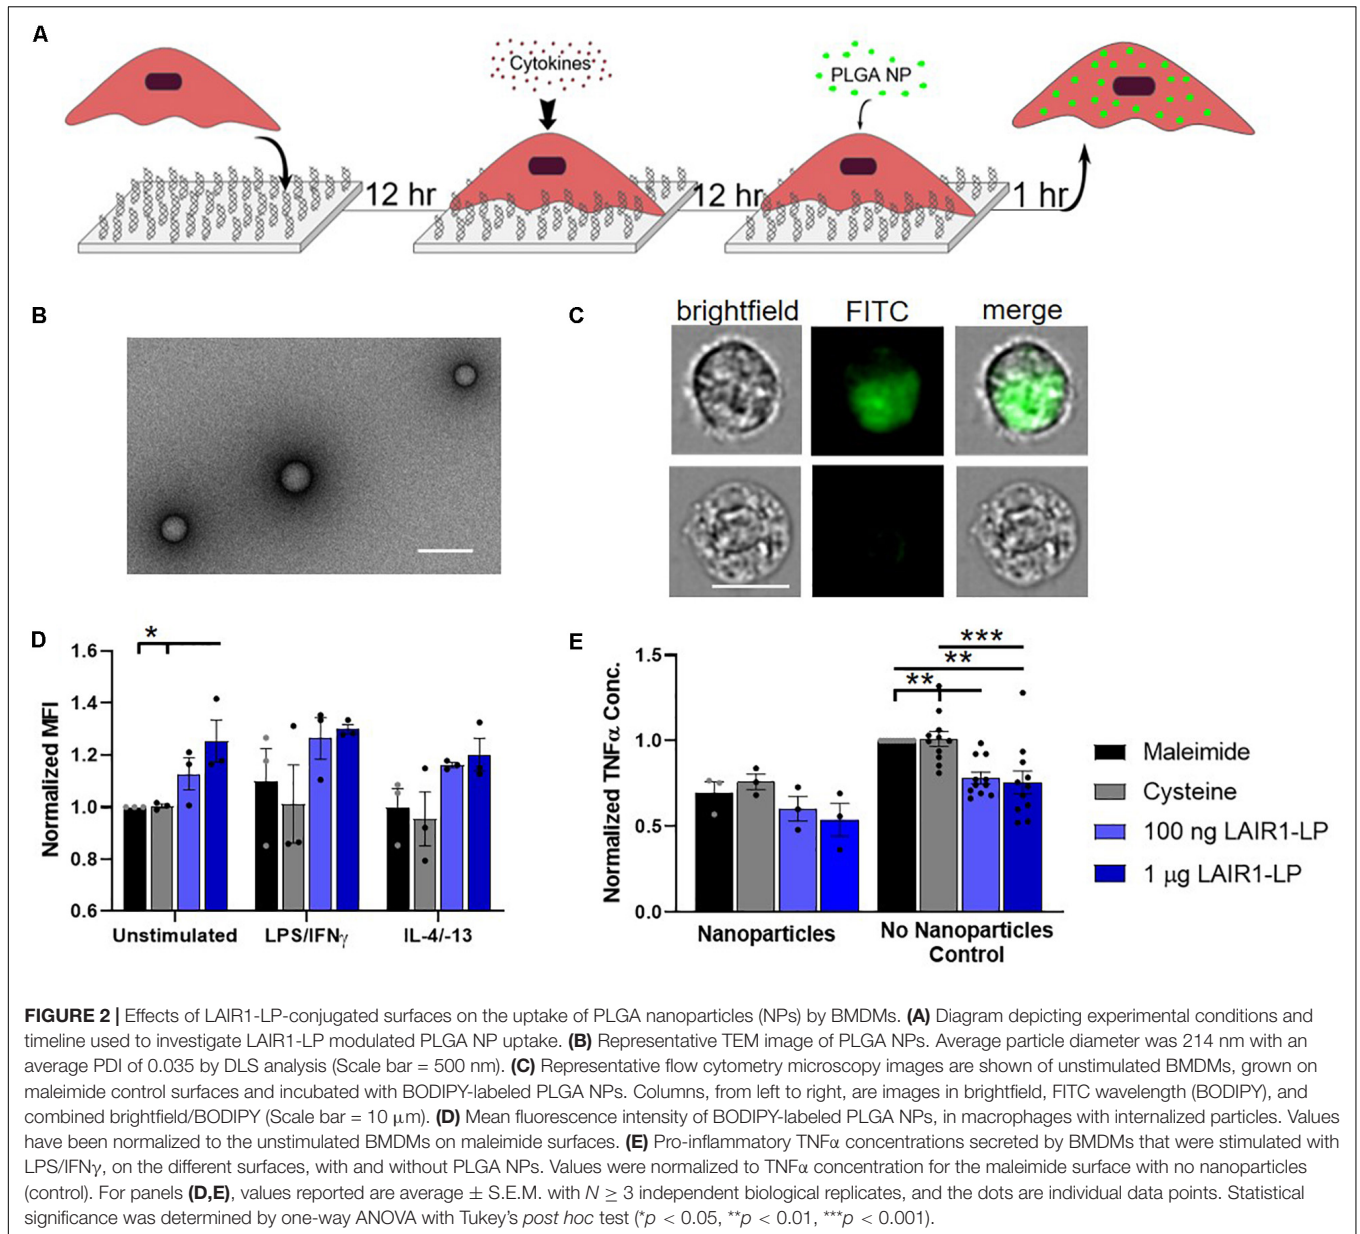 A
Cytokines
PLGA NP
12 hr
12 hr
1 hr
B
C
brightfield FITC merge
D
*
Normalized MFI
1.6
1.4
1.2
1.0
0.8
0.6
Unstimulated LPS/IFNγ IL-4/-13
E
***
**
**
Normalized TNFα Conc.
1.5
1.0
0.5
0.0
Nanoparticles
No Nanoparticles
Control
Maleimide
Cysteine
100 ng LAIR1-LP
1 μg LAIR1-LP
FIGURE 2 | Effects of LAIR1-LP-conjugated surfaces on the uptake of PLGA nanoparticles (NPs) by BMDMs. (A) Diagram depicting experimental conditions and
timeline used to investigate LAIR1-LP modulated PLGA NP uptake. (B) Representative TEM image of PLGA NPs. Average particle diameter was 214 nm with an
average PDI of 0.035 by DLS analysis (Scale bar = 500 nm). (C) Representative flow cytometry microscopy images are shown of unstimulated BMDMs, grown on
maleimide control surfaces and incubated with BODIPY-labeled PLGA NPs. Columns, from left to right, are images in brightfield, FITC wavelength (BODIPY), and
combined brightfield/BODIPY (Scale bar = 10 μm). (D) Mean fluorescence intensity of BODIPY-labeled PLGA NPs, in macrophages with internalized particles. Values
have been normalized to the unstimulated BMDMs on maleimide surfaces. (E) Pro-inflammatory TNFα concentrations secreted by BMDMs that were stimulated with
LPS/IFNγ, on the different surfaces, with and without PLGA NPs. Values were normalized to TNFα concentration for the maleimide surface with no nanoparticles
(control). For panels (D,E), values reported are average ± S.E.M. with N ≥ 3 independent biological replicates, and the dots are individual data points. Statistical
significance was determined by one-way ANOVA with Tukey's post hoc test (*p < 0.05, **p < 0.01, ***p < 0.001).